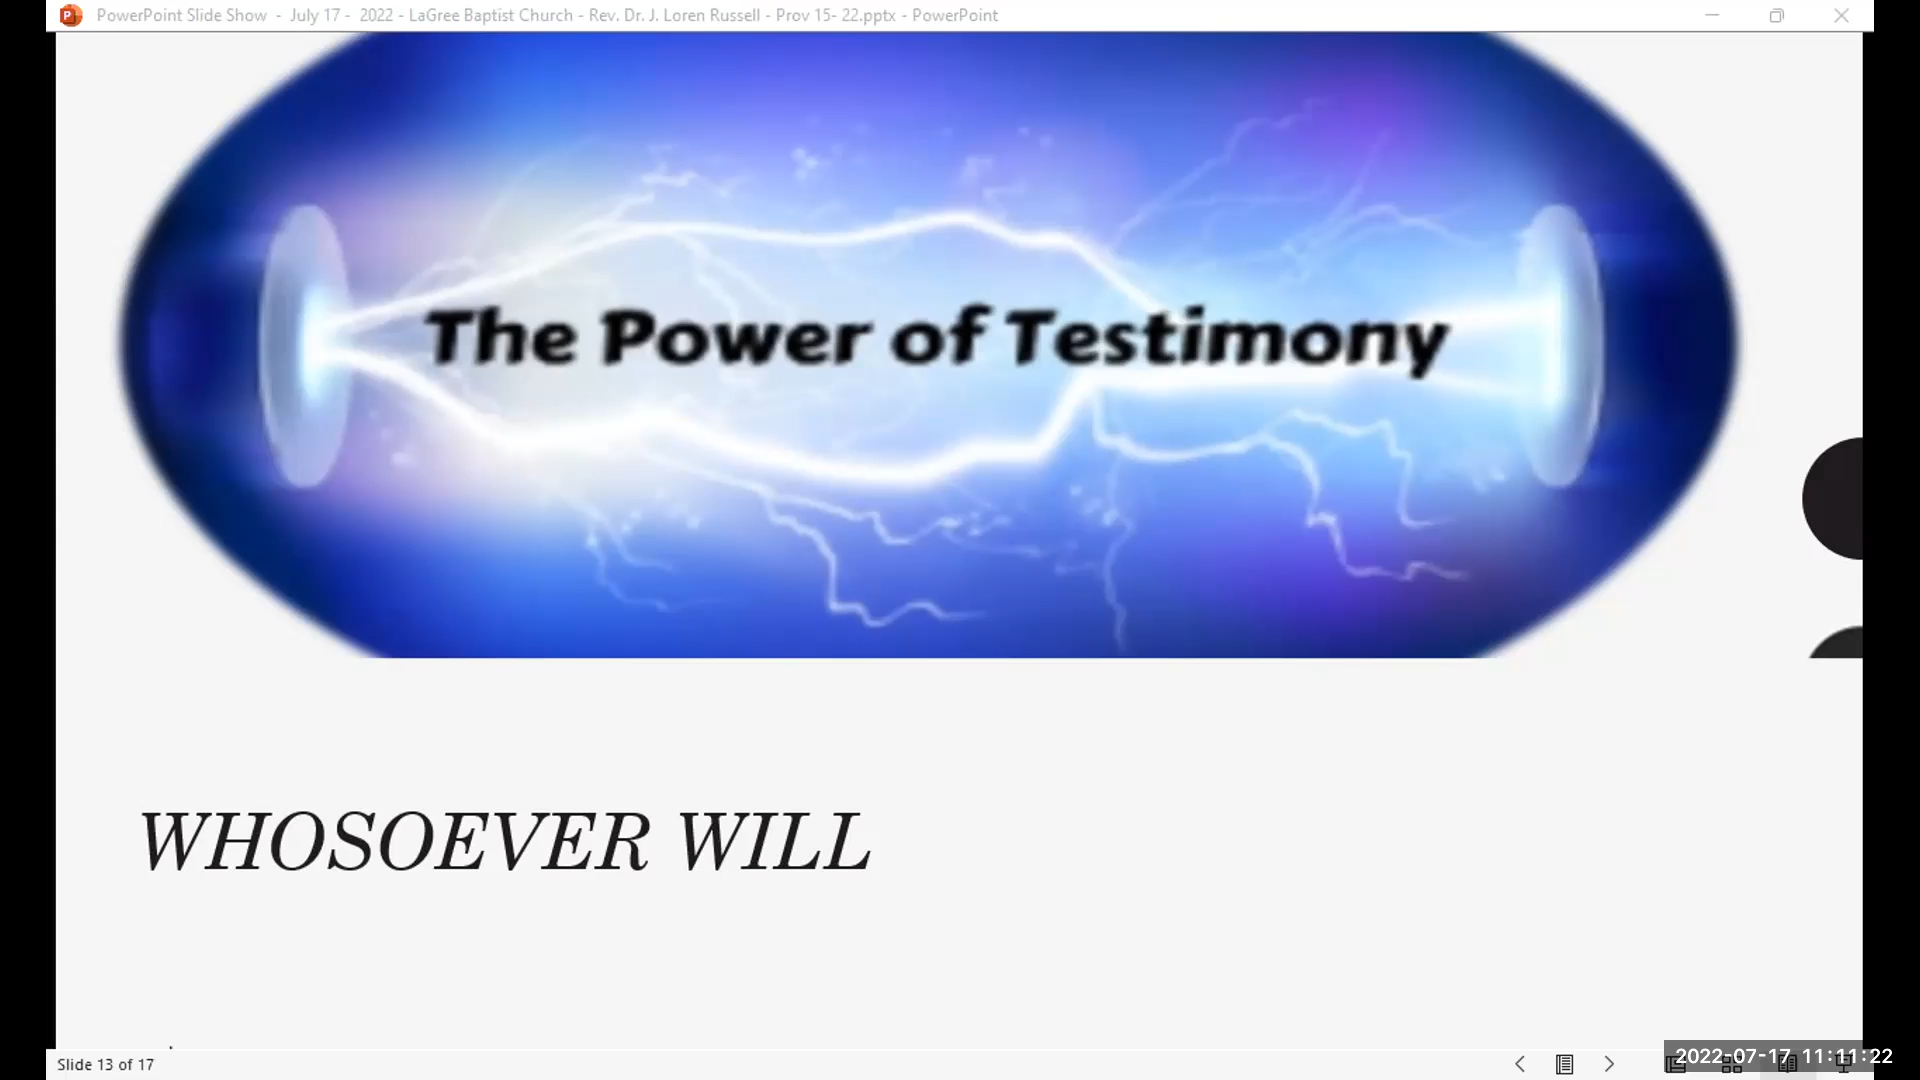 PowerPoint Slide Show - July 17 - 2022 - LaGree Baptist Church - Rev. Dr. J. Loren Russell - Prov 15- 22.pptx - PowerPoint
The Power of Testimony
WHOSOEVER WILL
Slide 13 of 17
2022-07-17 11:11:22